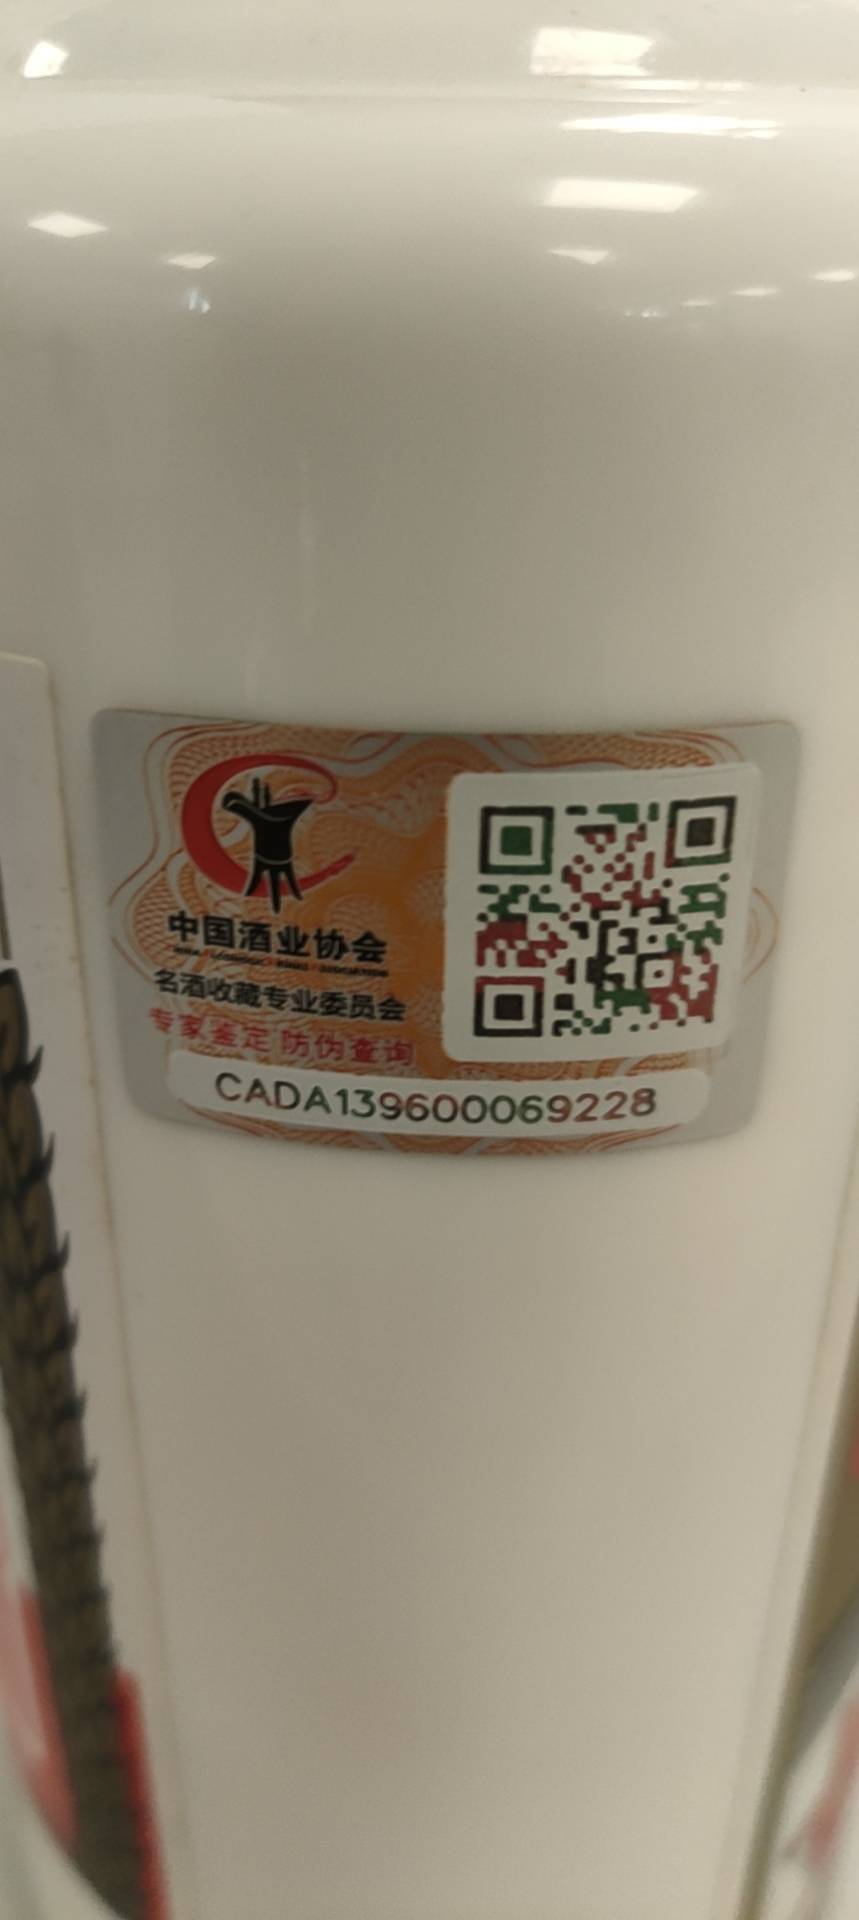 中国酒业协会
名酒收藏专业委员会
专家鉴定 防伪查询
CADA139600069228